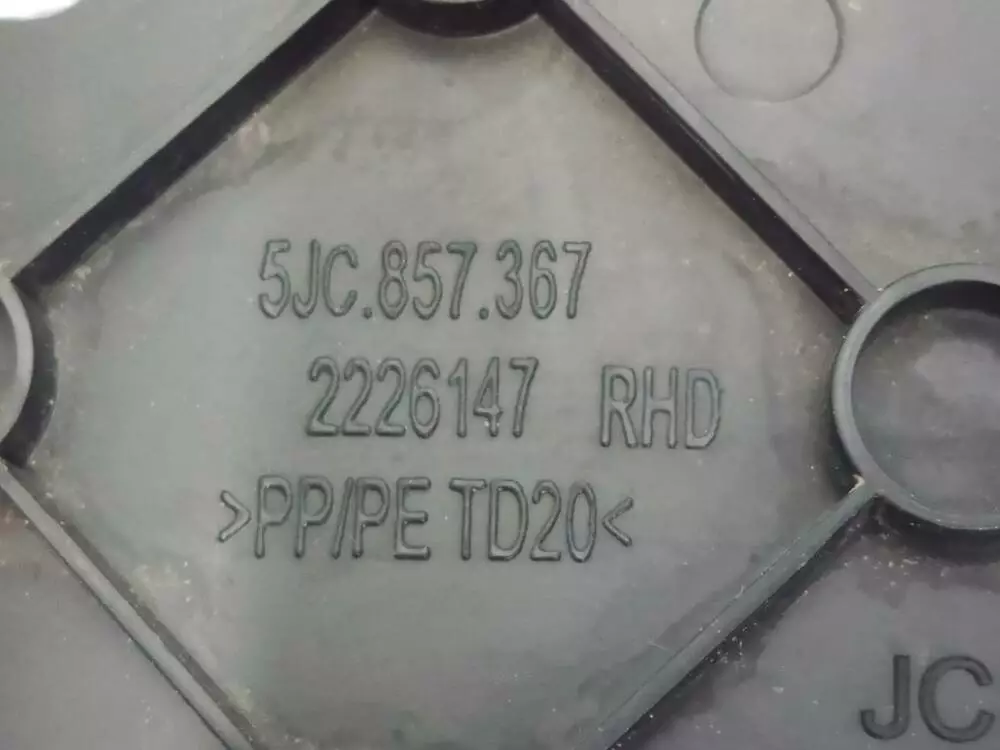 5JC.857.367
2226147 RHD
>PP/PE TD20<
JC